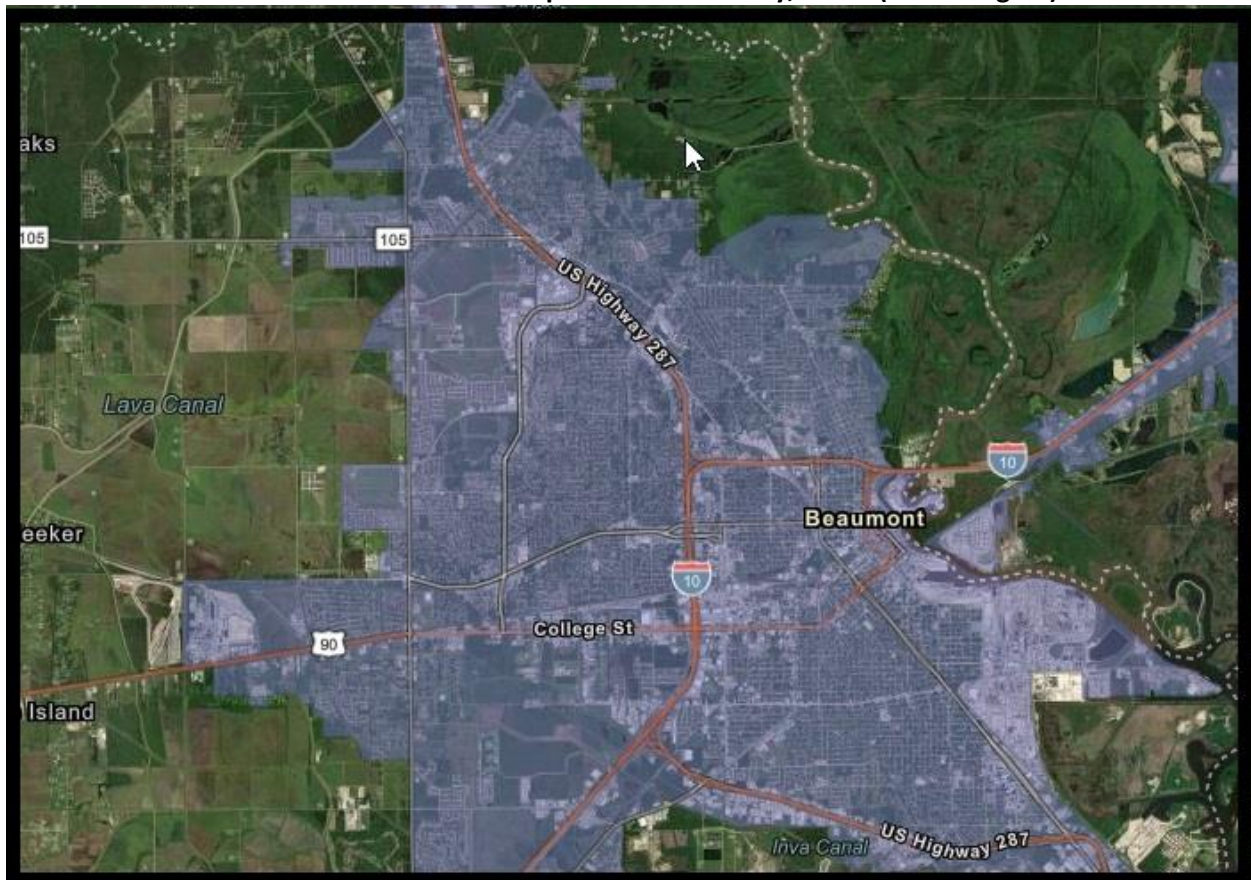 aks
105
105
US Highway 287
Lava Canal
10
Beaumont
eeker
10
College St
90
Island
Iñva Canal
US Highway 287